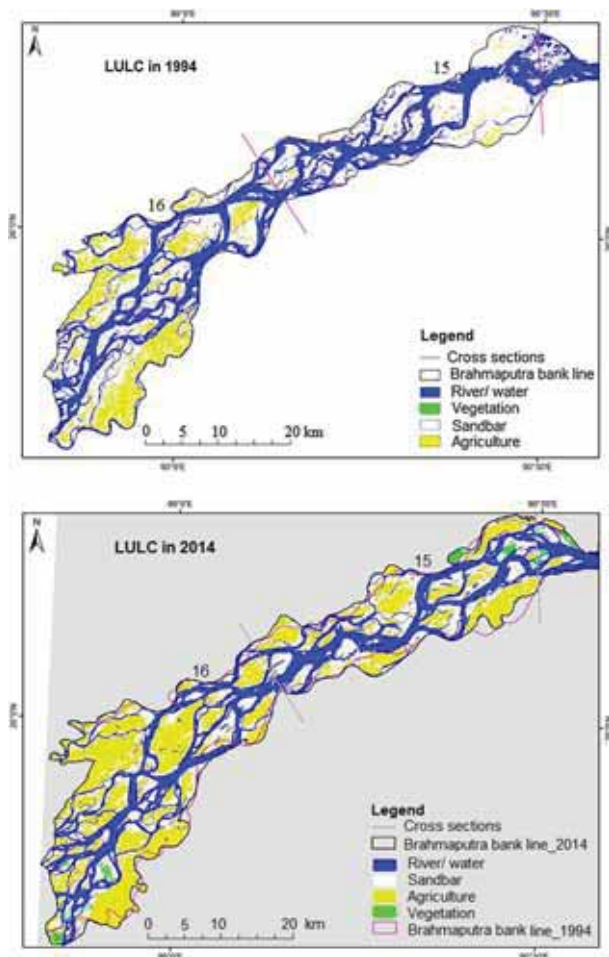 N
LULC in 1994
15
16
Legend
Cross sections
Brahmaputra bank line
River/ water
Vegetation
Sandbar
Agriculture
0 5 10 20 km
N
LULC in 2014
15
16
Legend
Cross sections
Brahmaputra bank line_2014
River/ water
Sandbar
Agriculture
Vegetation
Brahmaputra bank line_1994
0 5 10 20 km